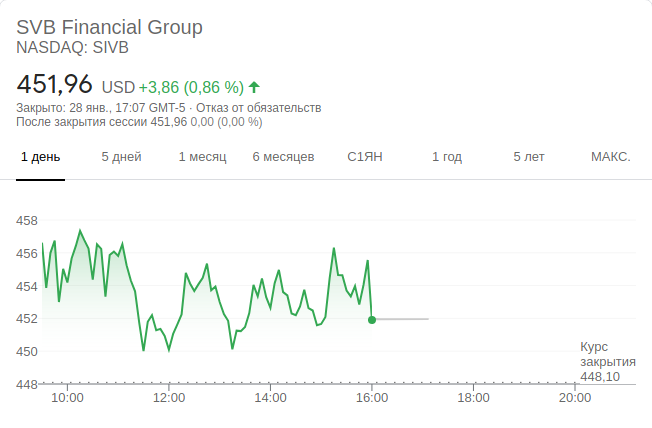 SVB Financial Group
NASDAQ: SIVB
451,96 USD +3,86 (0,86 %)
Закрыто: 28 янв., 17:07 GMT-5 · Отказ от обязательств
После закрытия сессии 451,96 0,00 (0,00 %)
1 день 5 дней 1 месяц 6 месяцев С1ЯН 1 год 5 лет МАКС.
458
456
454
452
450
448
Курс
закрытия
448,10
10:00 12:00 14:00 16:00 18:00 20:00